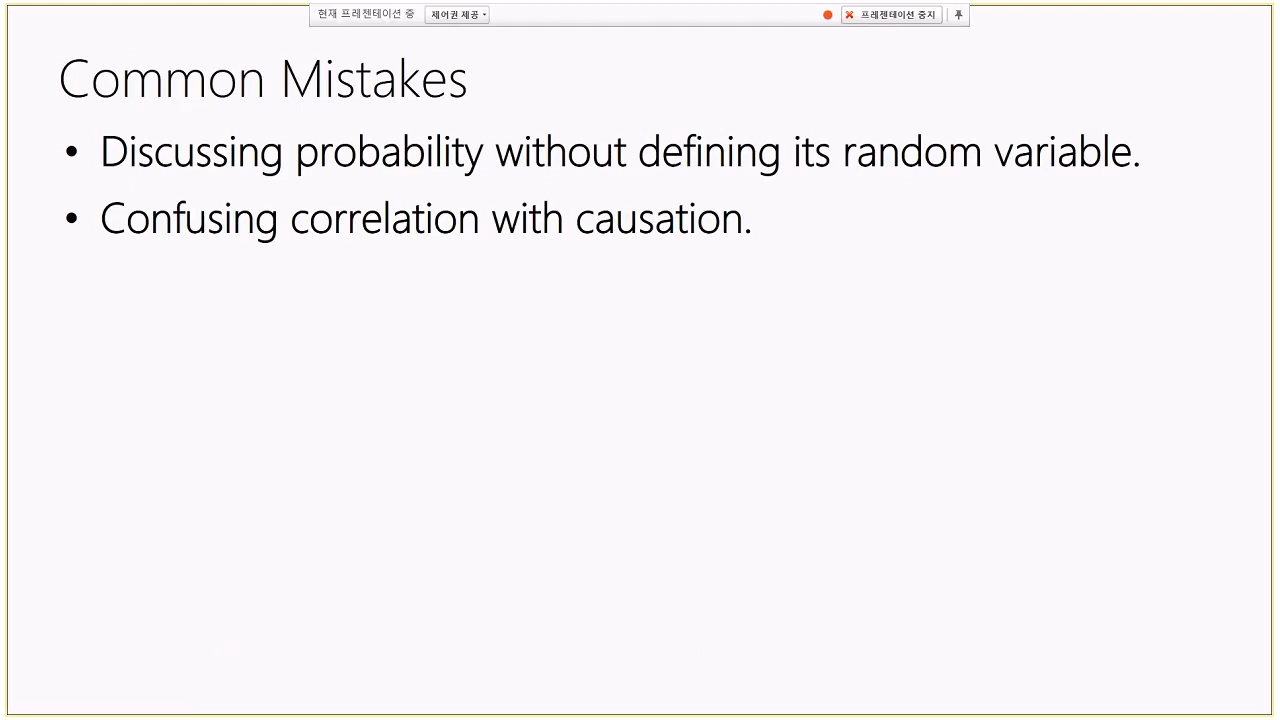 현재 프레젠테이션 중 제어권 제공 프레젠테이션 중지
Common Mistakes
• Discussing probability without defining its random variable.
• Confusing correlation with causation.